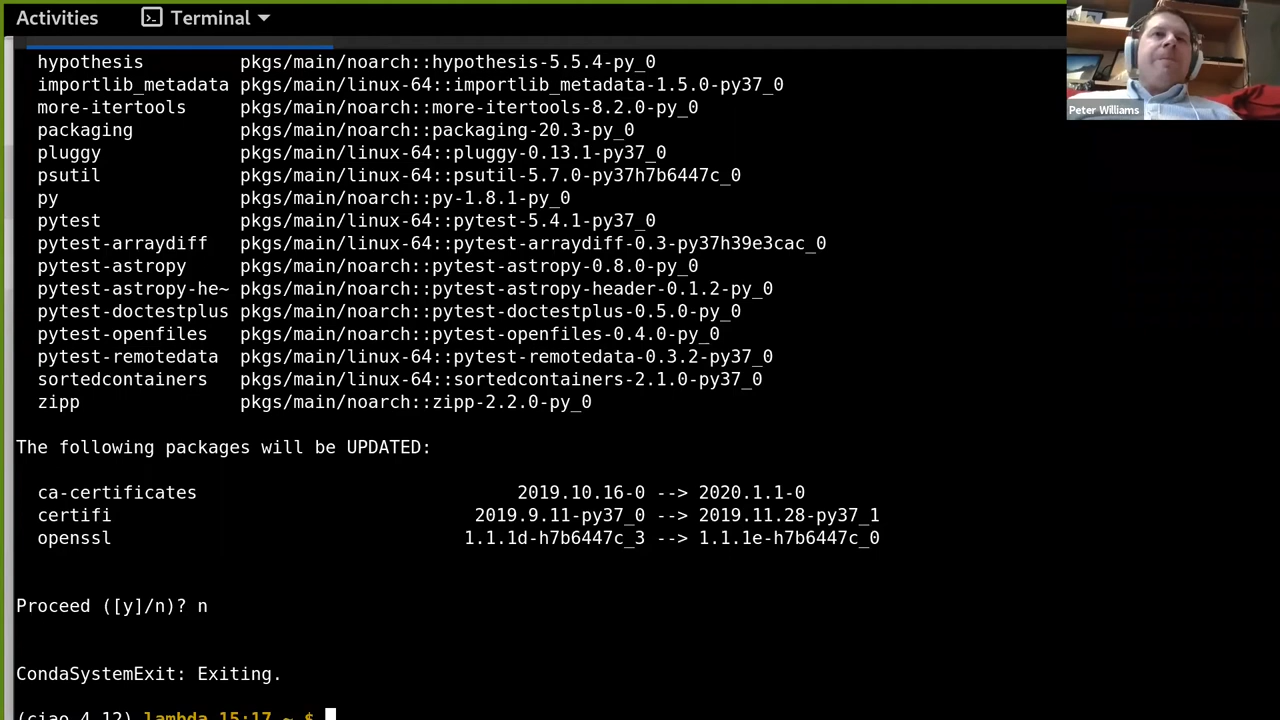 Activities Terminal
Peter Williams
hypothesis pkgs/main/noarch::hypothesis-5.5.4-py_0
importlib_metadata pkgs/main/linux-64::importlib_metadata-1.5.0-py37_0
more-itertools pkgs/main/noarch::more-itertools-8.2.0-py_0
packaging pkgs/main/noarch::packaging-20.3-py_0
pluggy pkgs/main/linux-64::pluggy-0.13.1-py37_0
psutil pkgs/main/linux-64::psutil-5.7.0-py37h7b6447c_0
py pkgs/main/noarch::py-1.8.1-py_0
pytest pkgs/main/linux-64::pytest-5.4.1-py37_0
pytest-arraydiff pkgs/main/linux-64::pytest-arraydiff-0.3-py37h39e3cac_0
pytest-astropy pkgs/main/noarch::pytest-astropy-0.8.0-py_0
pytest-astropy-he~ pkgs/main/noarch::pytest-astropy-header-0.1.2-py_0
pytest-doctestplus pkgs/main/noarch::pytest-doctestplus-0.5.0-py_0
pytest-openfiles pkgs/main/noarch::pytest-openfiles-0.4.0-py_0
pytest-remotedata pkgs/main/linux-64::pytest-remotedata-0.3.2-py37_0
sortedcontainers pkgs/main/linux-64::sortedcontainers-2.1.0-py37_0
zipp pkgs/main/noarch::zipp-2.2.0-py_0
The following packages will be UPDATED:
ca-certificates 2019.10.16-0 --> 2020.1.1-0
certifi 2019.9.11-py37_0 --> 2019.11.28-py37_1
openssl 1.1.1d-h7b6447c_3 --> 1.1.1e-h7b6447c_0
Proceed ([y]/n)? n
CondaSystemExit: Exiting.
(ciao 4.12) lambda 15:17 ~ $